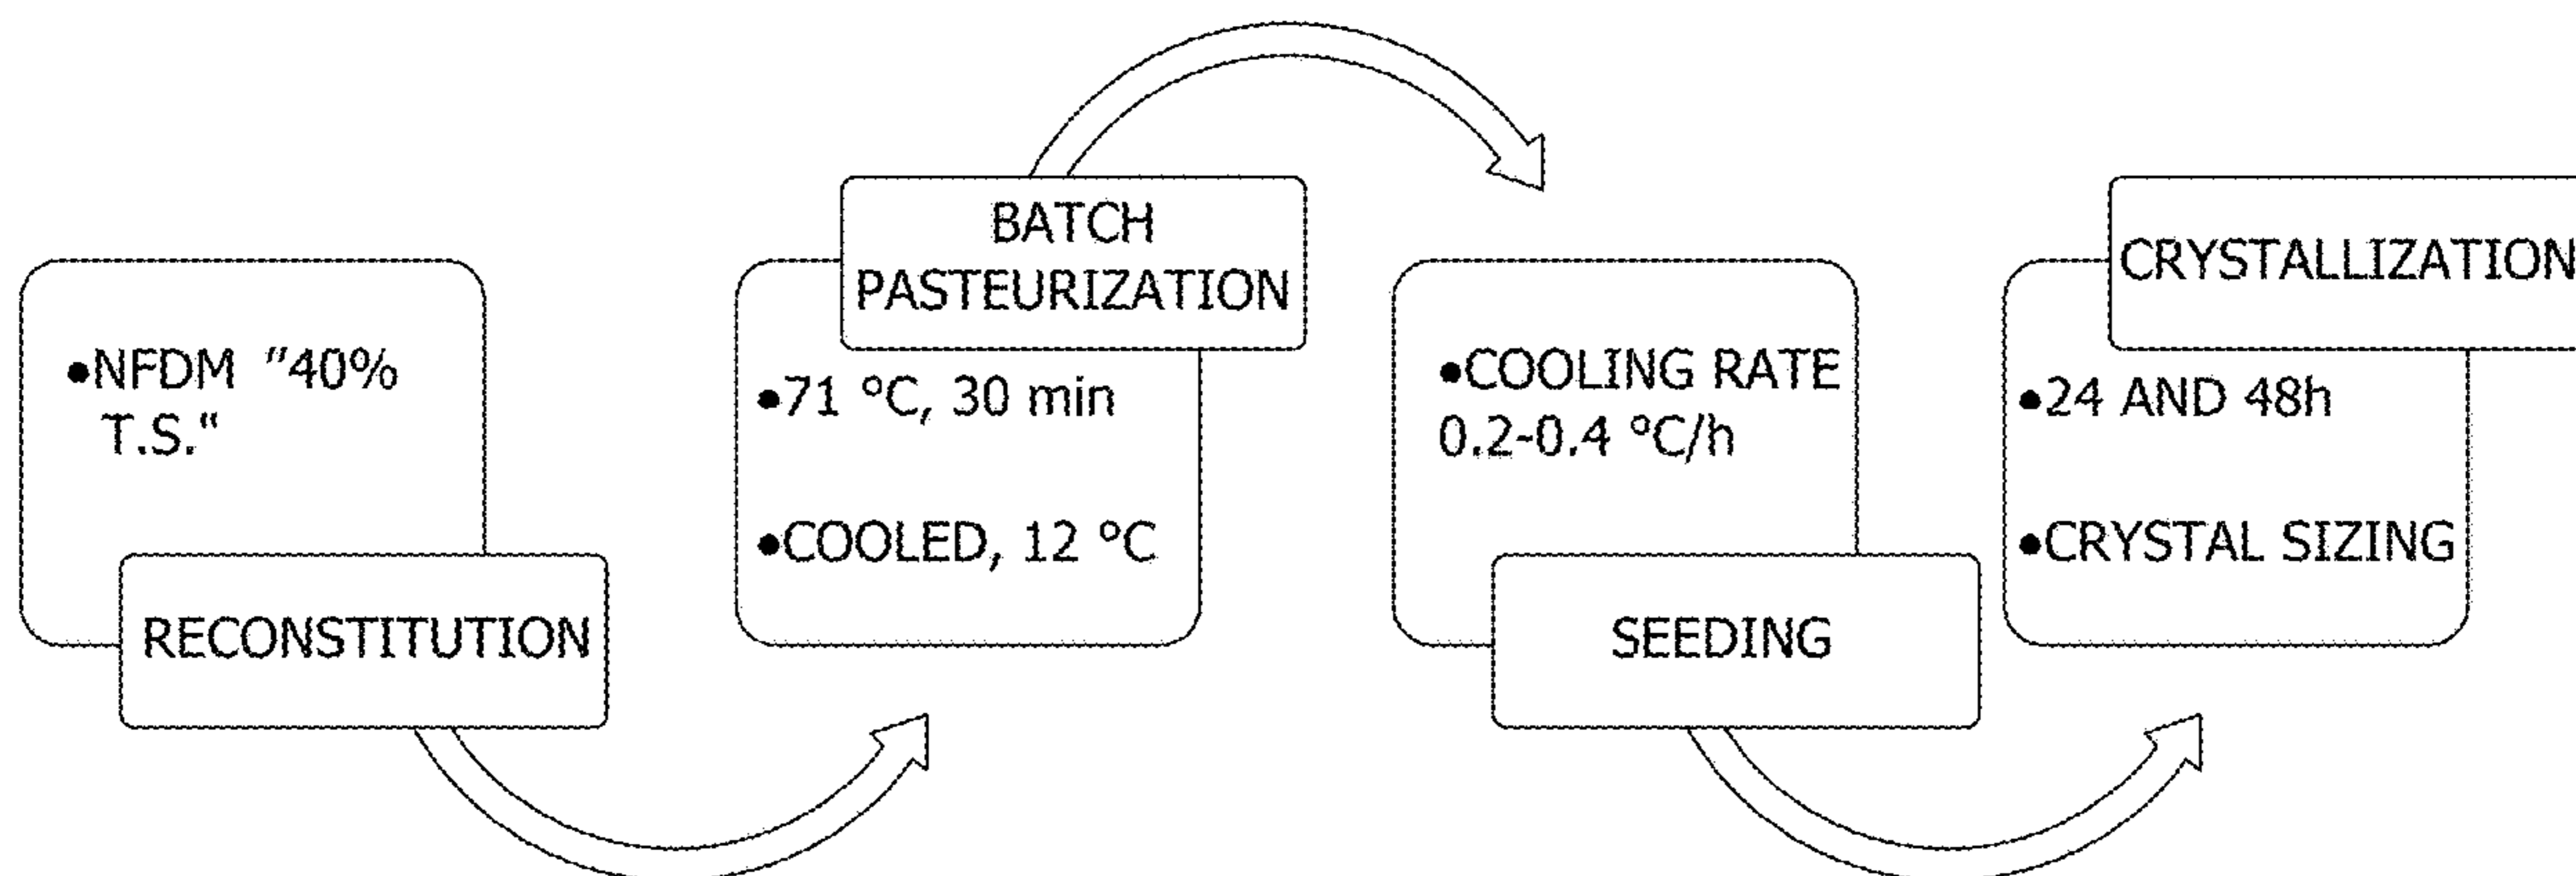 •NFDM "40%
T.S."
RECONSTITUTION
BATCH
PASTEURIZATION
•71 °C, 30 min
•COOLED, 12 °C
•COOLING RATE
0.2-0.4 °C/h
SEEDING
CRYSTALLIZATION
•24 AND 48h
•CRYSTAL SIZING